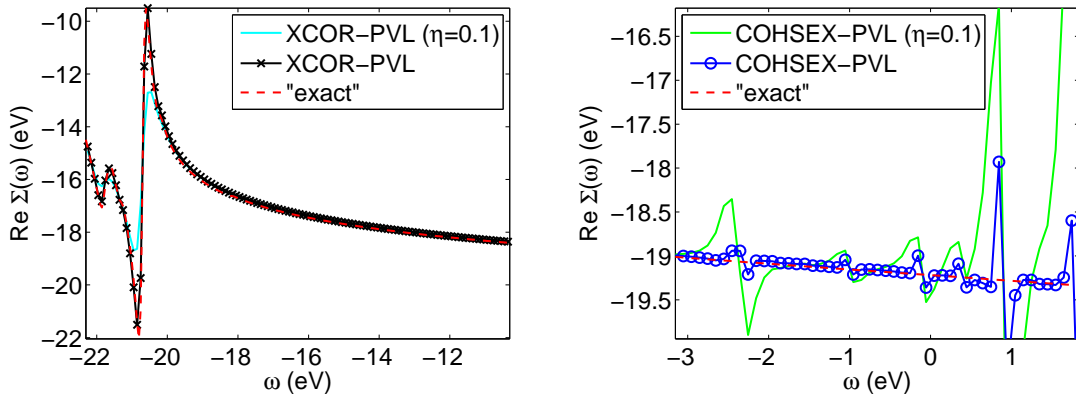 XCOR−PVL (η=0.1)
XCOR−PVL
"exact"
−10
−12
−14
−16
−18
−20
−22
Re Σ(ω) (eV)
−22
−20
−18
−16
−14
−12
ω (eV)
COHSEX−PVL (η=0.1)
COHSEX−PVL
"exact"
−16.5
−17
−17.5
−18
−18.5
−19
−19.5
Re Σ(ω) (eV)
−3
−2
−1
0
1
ω (eV)